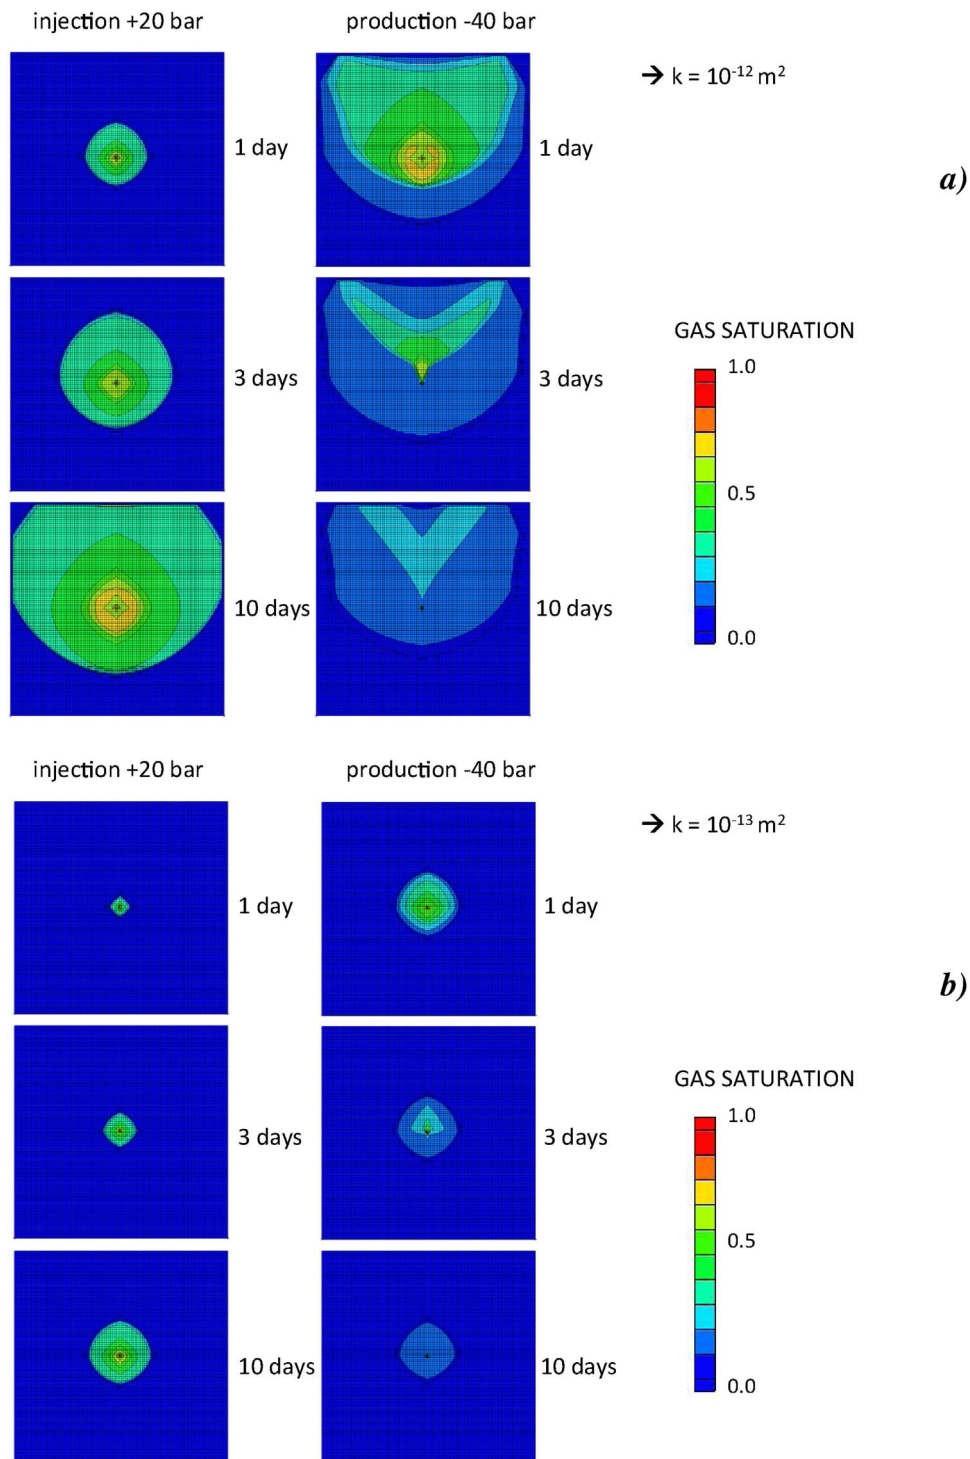 injection +20 bar
production -40 bar
➔ k = 10⁻¹² m²
1 day
1 day
a)
3 days
3 days
GAS SATURATION
1.0
0.5
0.0
10 days
10 days
injection +20 bar
production -40 bar
➔ k = 10⁻¹³ m²
1 day
1 day
b)
3 days
3 days
GAS SATURATION
1.0
0.5
0.0
10 days
10 days